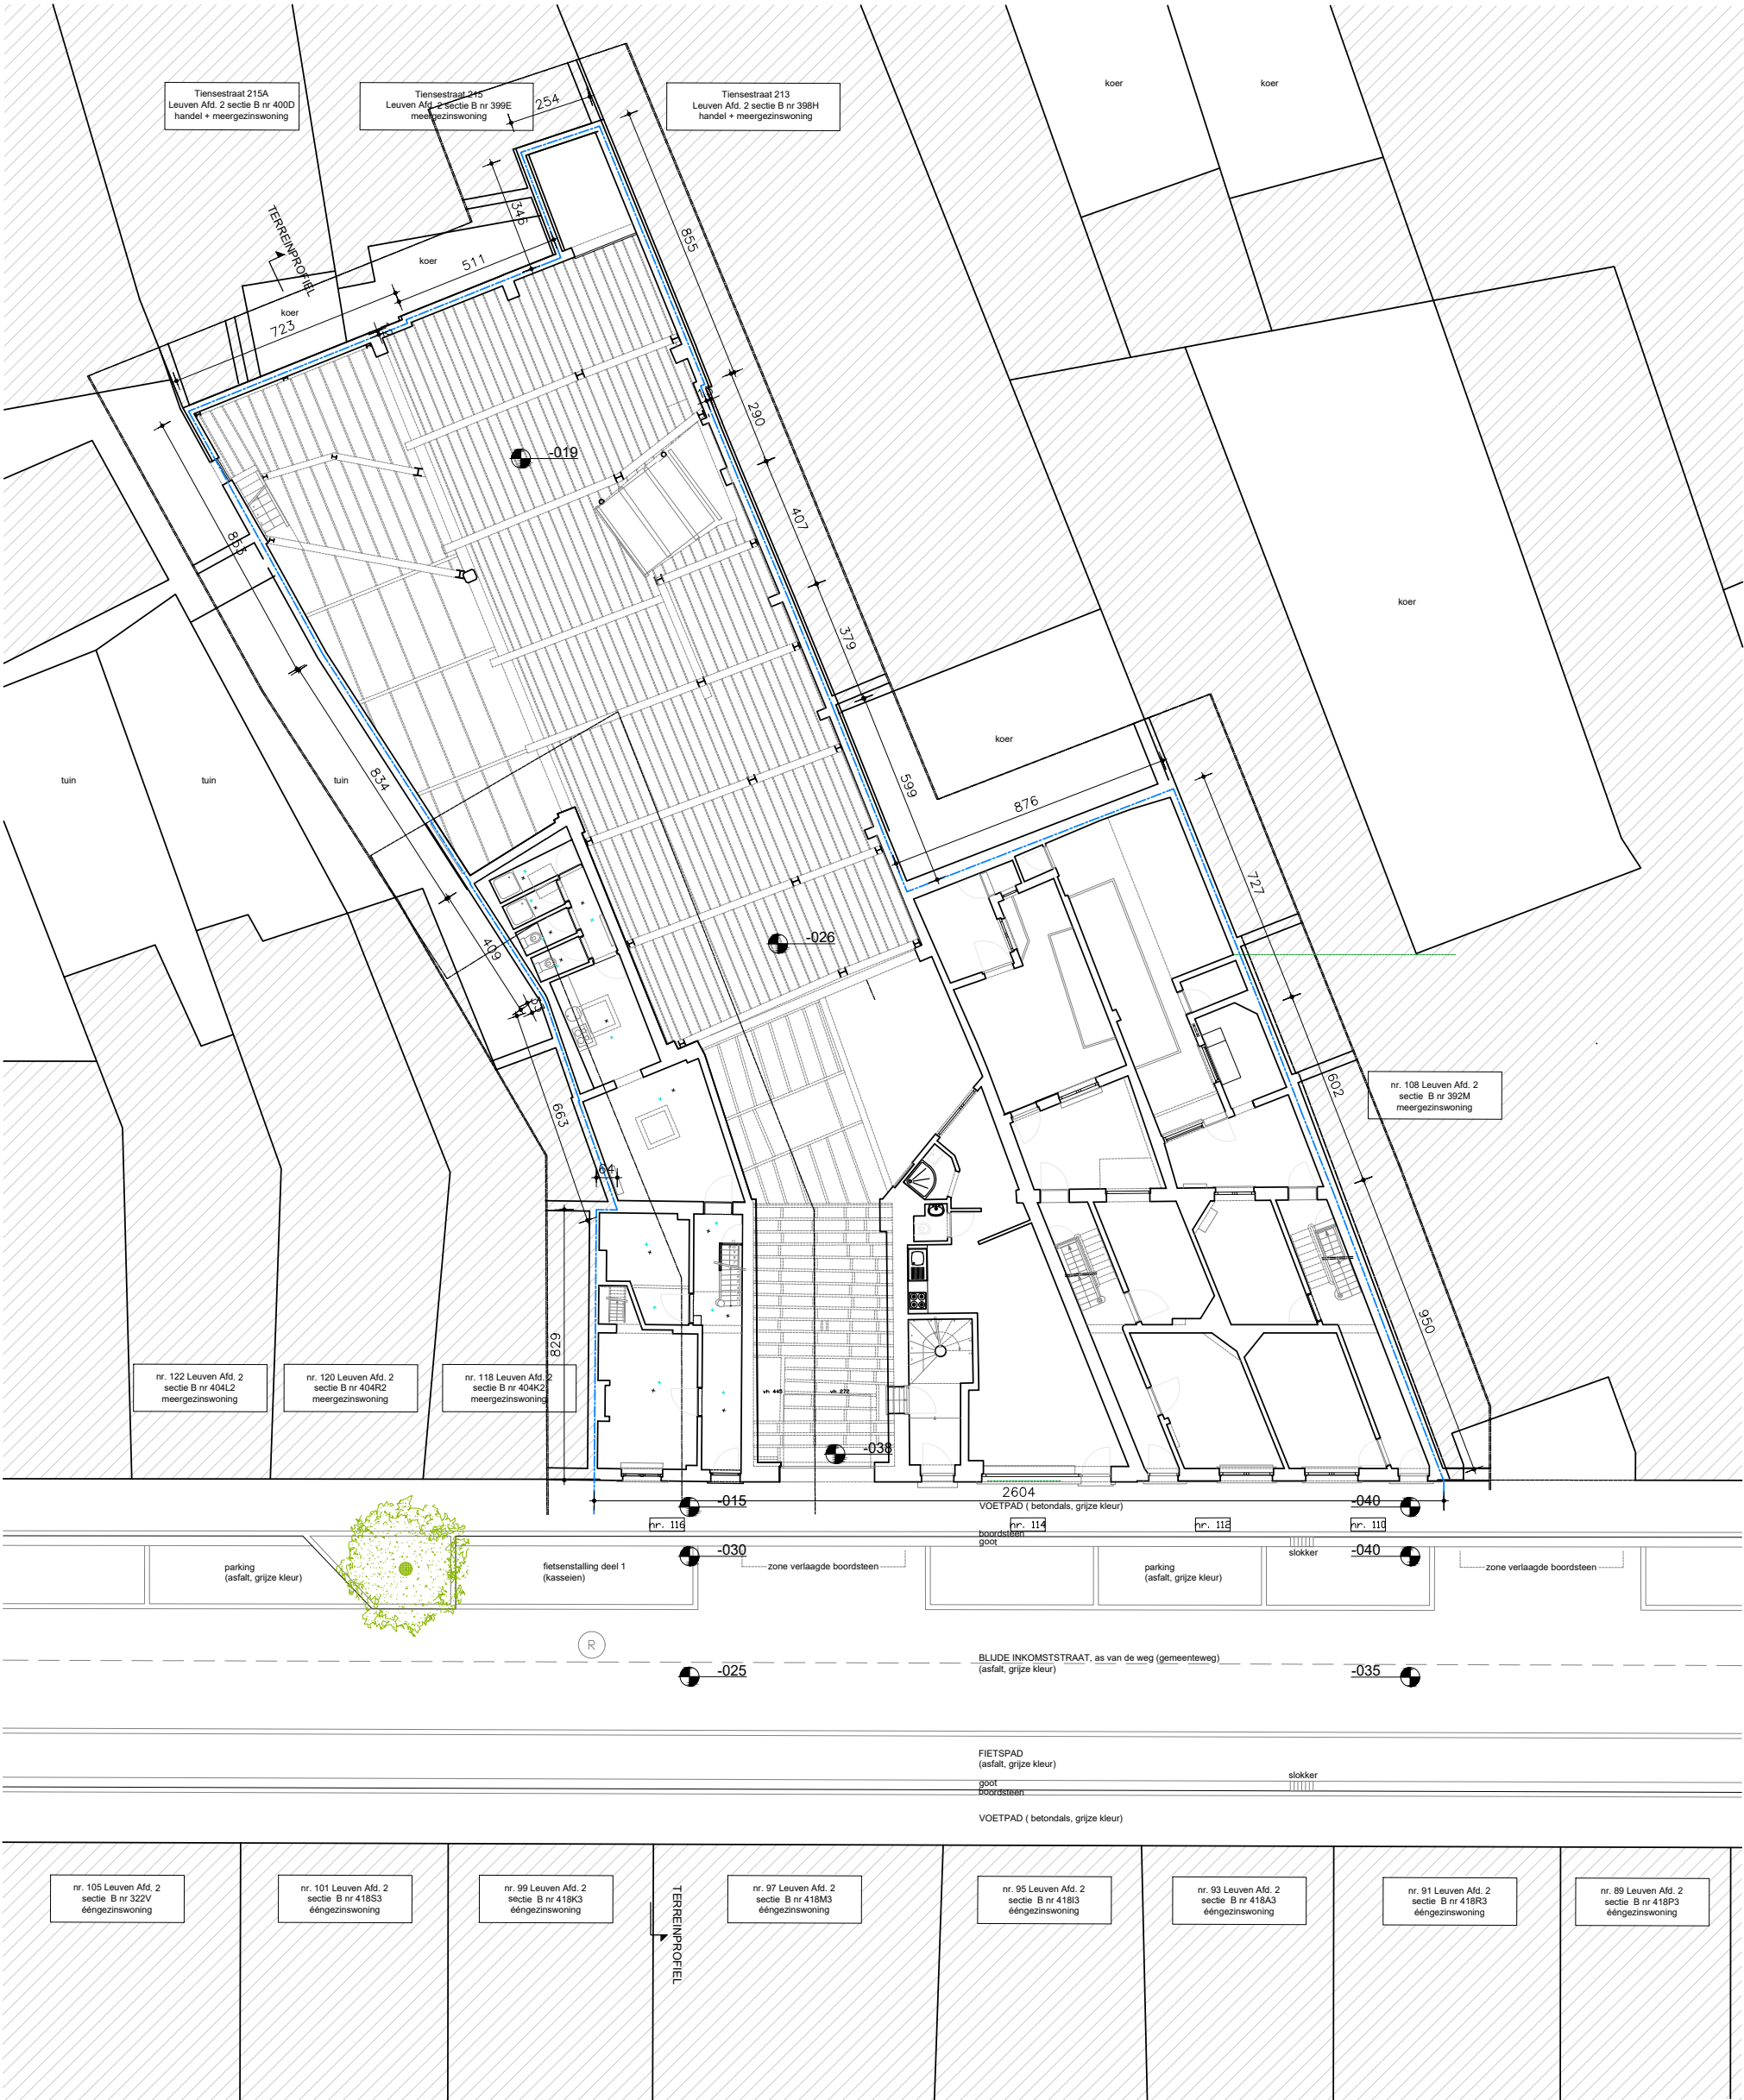 Tiensestraat 215A
Leuven Afd. 2 sectie B nr 400D
handel + meergezinswoning
Tiensestraat 215
Leuven Afd. 2 sectie B nr 399E
meergezinswoning
Tiensestraat 213
Leuven Afd. 2 sectie B nr 398H
handel + meergezinswoning
koer
koer
254
346
855
TERREINPROFIEL
koer
511
koer
723
290
-019
407
853
379
koer
koer
tuin
tuin
tuin
834
599
876
727
409
-026
602
nr. 108 Leuven Afd. 2
sectie B nr 392M
meergezinswoning
663
64
829
950
nr. 122 Leuven Afd. 2
sectie B nr 404L2
meergezinswoning
nr. 120 Leuven Afd. 2
sectie B nr 404R2
meergezinswoning
nr. 118 Leuven Afd. 2
sectie B nr 404K2
meergezinswoning
vh 445
vh 272
-038
2604
-015
VOETPAD ( betondals, grijze kleur)
-040
nr. 116
nr. 114
nr. 112
nr. 110
boordsteen
goot
-030
-040
slokker
parking
(asfalt, grijze kleur)
fietsenstalling deel 1
(kasseien)
zone verlaagde boordsteen
parking
(asfalt, grijze kleur)
zone verlaagde boordsteen
R
BLIJDE INKOMSTSTRAAT, as van de weg (gemeenteweg)
(asfalt, grijze kleur)
-025
-035
FIETSPAD
(asfalt, grijze kleur)
slokker
goot
boordsteen
VOETPAD ( betondals, grijze kleur)
nr. 105 Leuven Afd. 2
sectie B nr 322V
ééngezinswoning
nr. 101 Leuven Afd. 2
sectie B nr 418S3
ééngezinswoning
nr. 99 Leuven Afd. 2
sectie B nr 418K3
ééngezinswoning
TERREINPROFIEL
nr. 97 Leuven Afd. 2
sectie B nr 418M3
ééngezinswoning
nr. 95 Leuven Afd. 2
sectie B nr 418I3
ééngezinswoning
nr. 93 Leuven Afd. 2
sectie B nr 418A3
ééngezinswoning
nr. 91 Leuven Afd. 2
sectie B nr 418R3
ééngezinswoning
nr. 89 Leuven Afd. 2
sectie B nr 418P3
ééngezinswoning